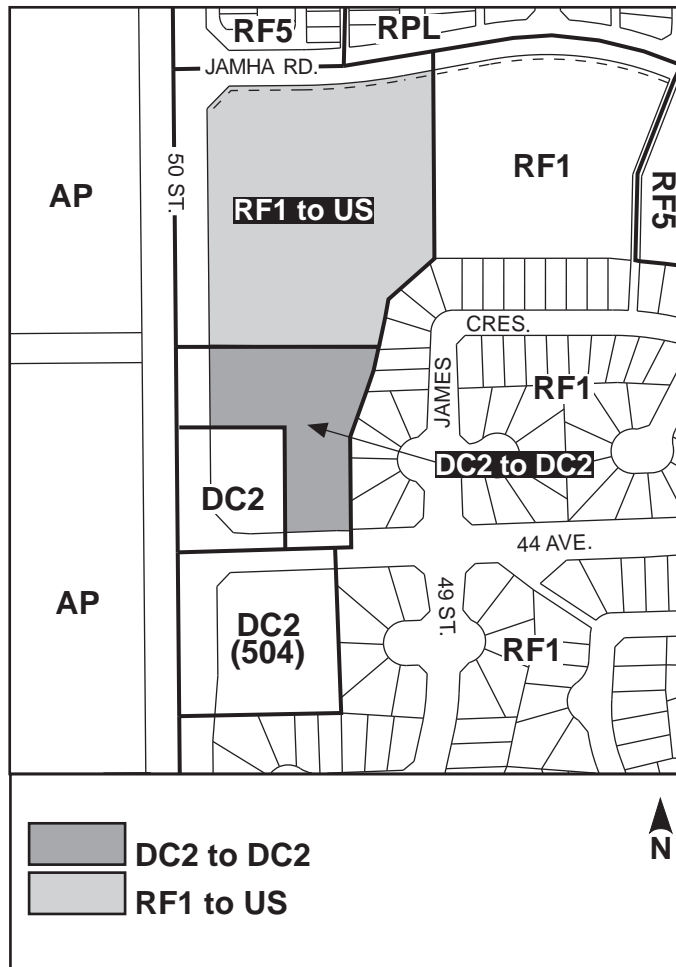 RF5
RPL
JAMHA RD.
AP
50 ST.
RF1 to US
RF1
RF5
CRES.
JAMES
RF1
DC2 to DC2
DC2
44 AVE.
AP
DC2
(504)
49 ST.
RF1
DC2 to DC2
RF1 to US
N